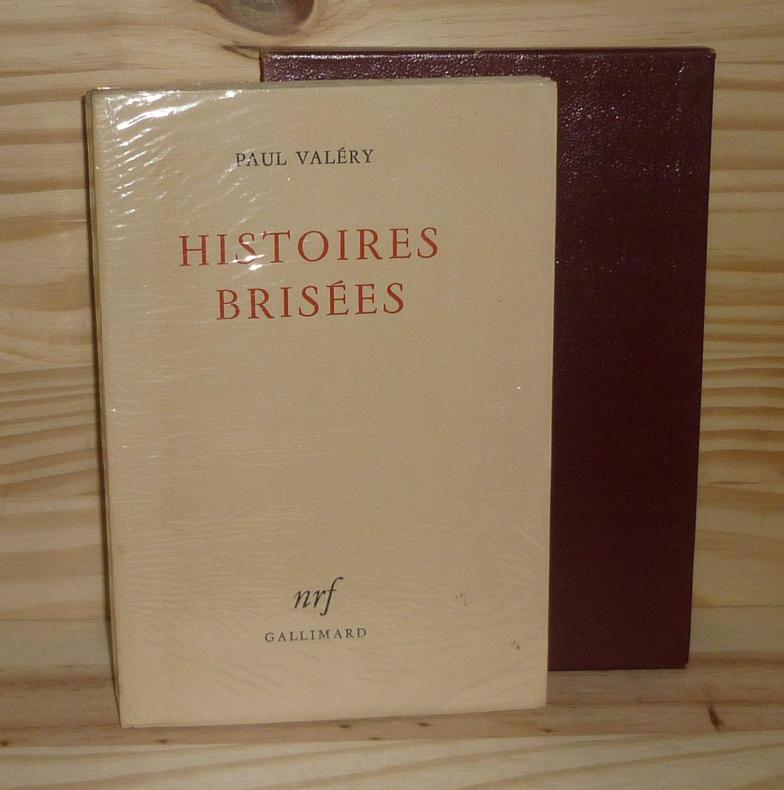 PAUL VALÉRY
HISTOIRES
BRISÉES
nrf
GALLIMARD